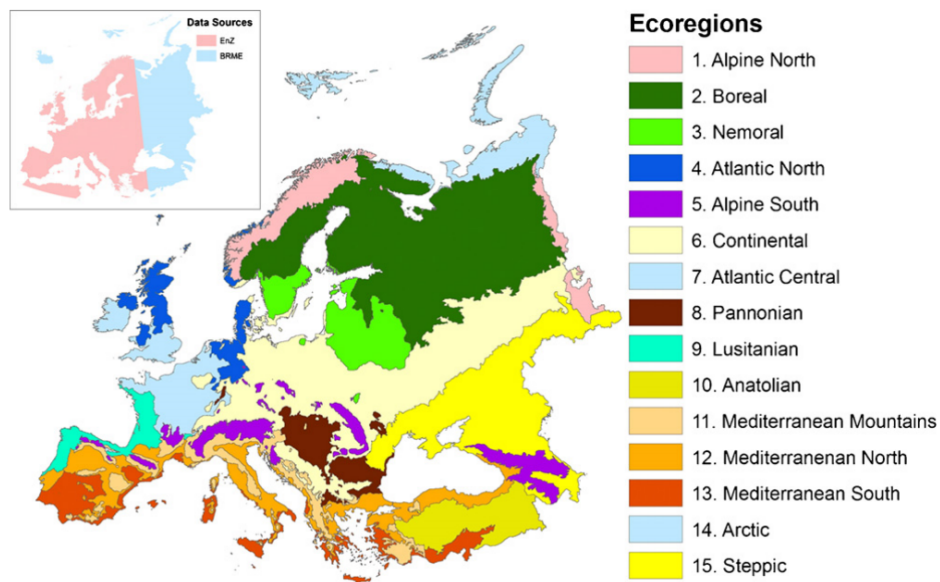 Data Sources
EnZ
BRME
Ecoregions
1. Alpine North
2. Boreal
3. Nemoral
4. Atlantic North
5. Alpine South
6. Continental
7. Atlantic Central
8. Pannonian
9. Lusitanian
10. Anatolian
11. Mediterranean Mountains
12. Mediterranenan North
13. Mediterranean South
14. Arctic
15. Steppic